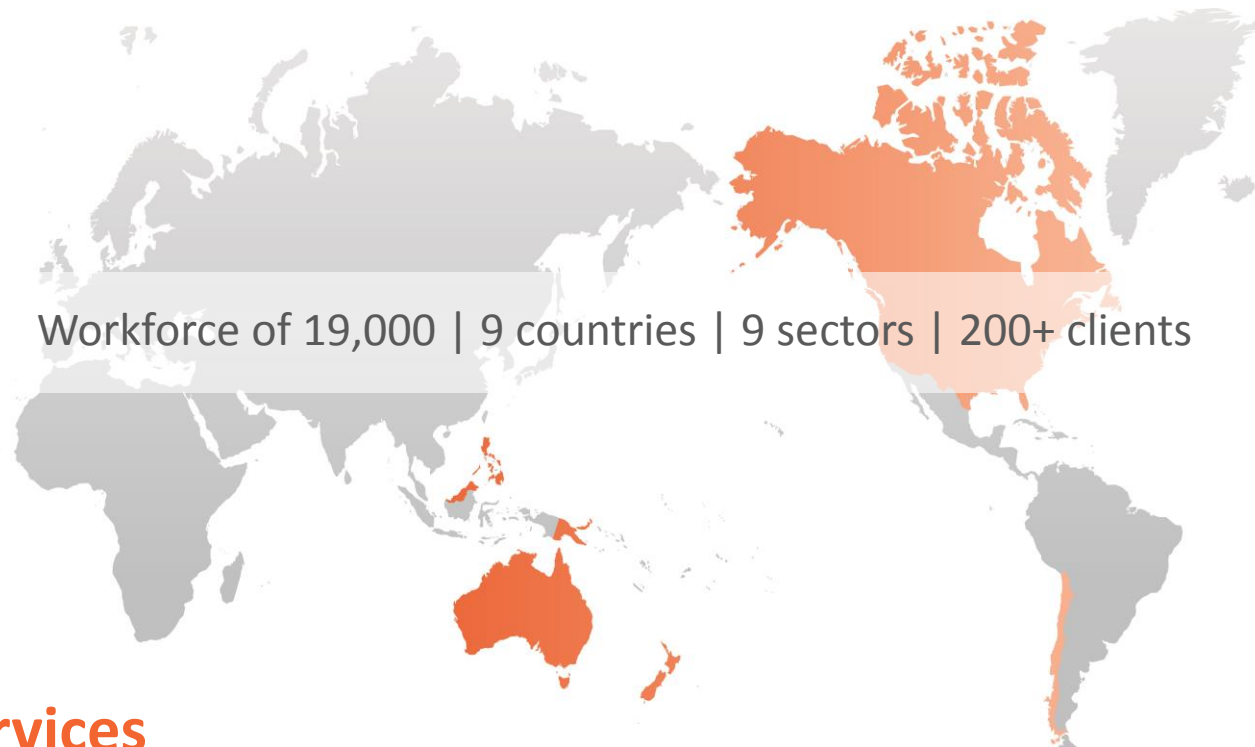 Workforce of 19,000 | 9 countries | 9 sectors | 200+ clients
rvices